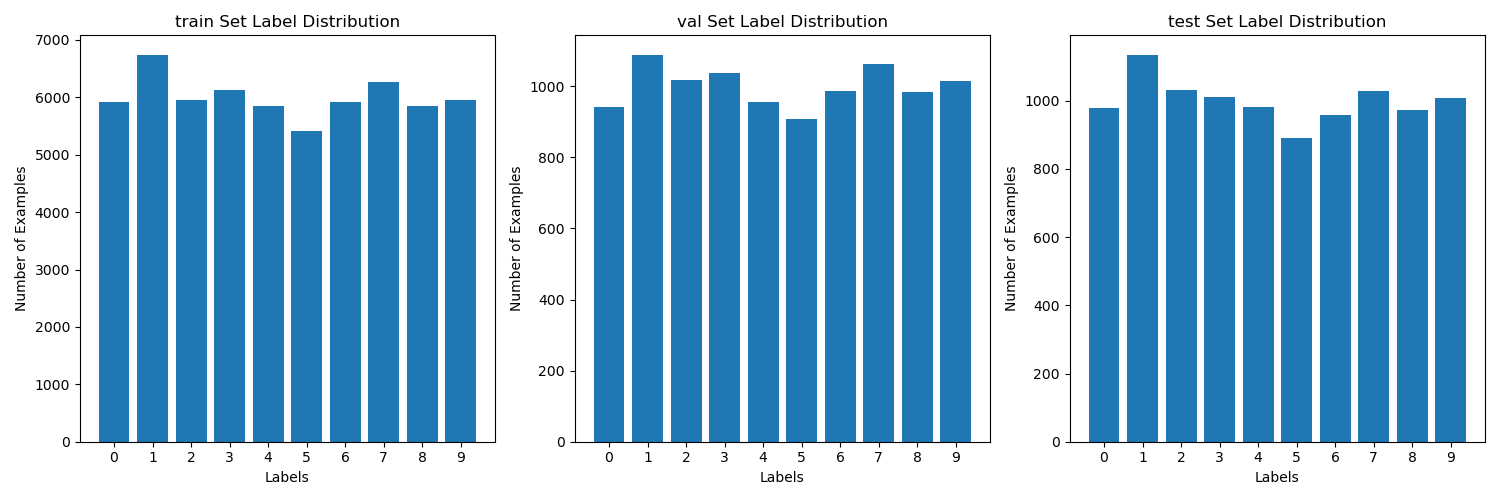 train Set Label Distribution
Number of Examples
7000
6000
5000
4000
3000
2000
1000
0
0 1 2 3 4 5 6 7 8 9
Labels
val Set Label Distribution
Number of Examples
1000
800
600
400
200
0
0 1 2 3 4 5 6 7 8 9
Labels
test Set Label Distribution
Number of Examples
1000
800
600
400
200
0
0 1 2 3 4 5 6 7 8 9
Labels